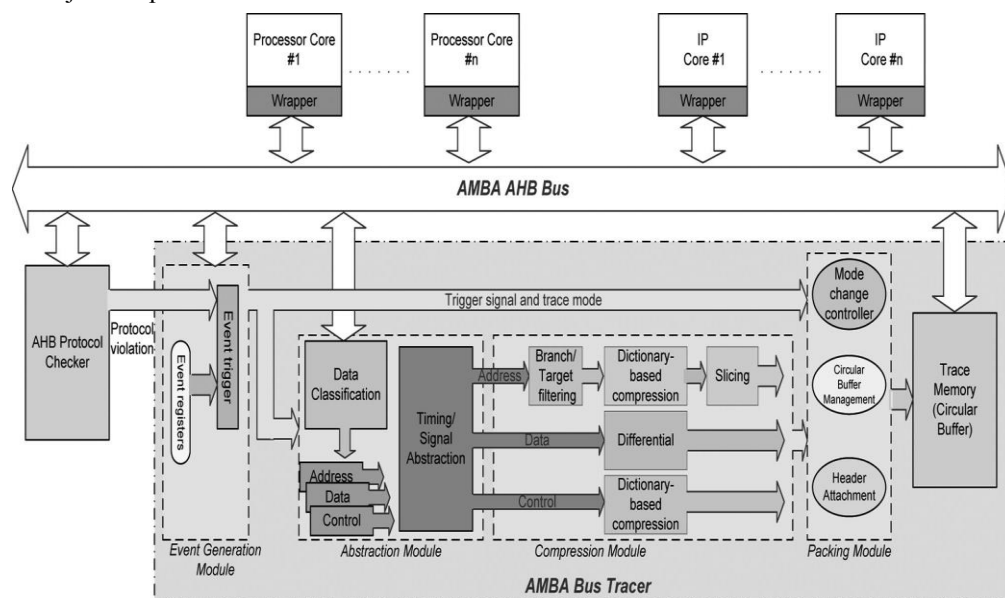 Processor Core
#1
Processor Core
#n
IP
Core #1
IP
Core #n
. . . . . . . .
. . . . . . . .
Wrapper
Wrapper
Wrapper
Wrapper
AMBA AHB Bus
AHB Protocol
Checker
Protocol
violation
Event registers
Event trigger
Event Generation
Module
Trigger signal and trace mode
Data
Classification
Address
Data
Control
Timing/
Signal
Abstraction
Abstraction Module
Address
Branch/
Target
filtering
Dictionary-
based
compression
Slicing
Data
Differential
Control
Dictionary-
based
compression
Compression Module
Mode
change
controller
Circular
Buffer
Management
Header
Attachment
Packing Module
Trace
Memory
(Circular
Buffer)
AMBA Bus Tracer